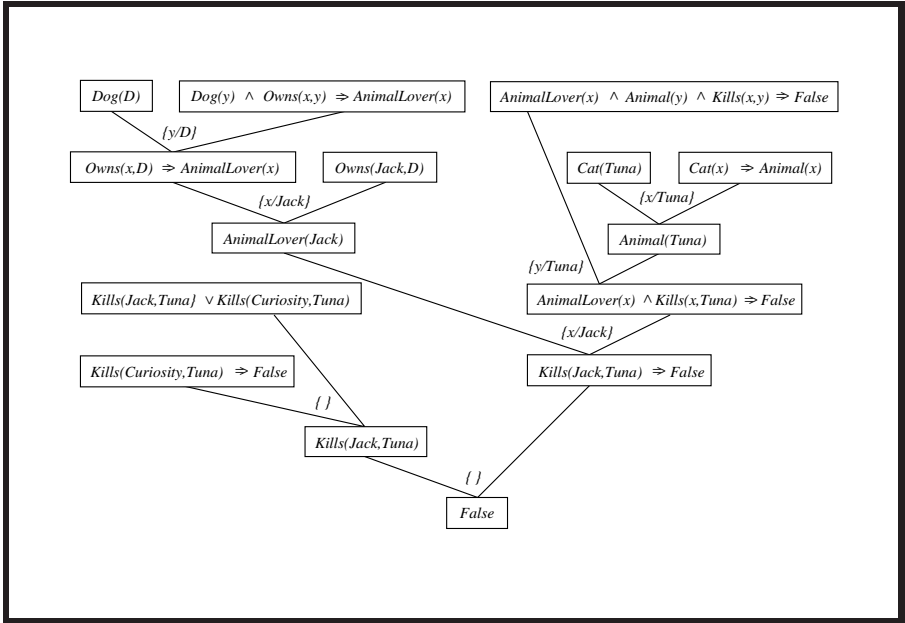 Dog(D)
Dog(y) ∧ Owns(x,y) ⇒ AnimalLover(x)
AnimalLover(x) ∧ Animal(y) ∧ Kills(x,y) ⇒ False
{y/D}
Owns(x,D) ⇒ AnimalLover(x)
Owns(Jack,D)
Cat(Tuna)
Cat(x) ⇒ Animal(x)
{x/Jack}
{x/Tuna}
AnimalLover(Jack)
Animal(Tuna)
{y/Tuna}
Kills(Jack,Tuna} ∨ Kills(Curiosity,Tuna)
AnimalLover(x) ∧ Kills(x,Tuna) ⇒ False
{x/Jack}
Kills(Curiosity,Tuna) ⇒ False
Kills(Jack,Tuna) ⇒ False
{ }
Kills(Jack,Tuna)
{ }
False